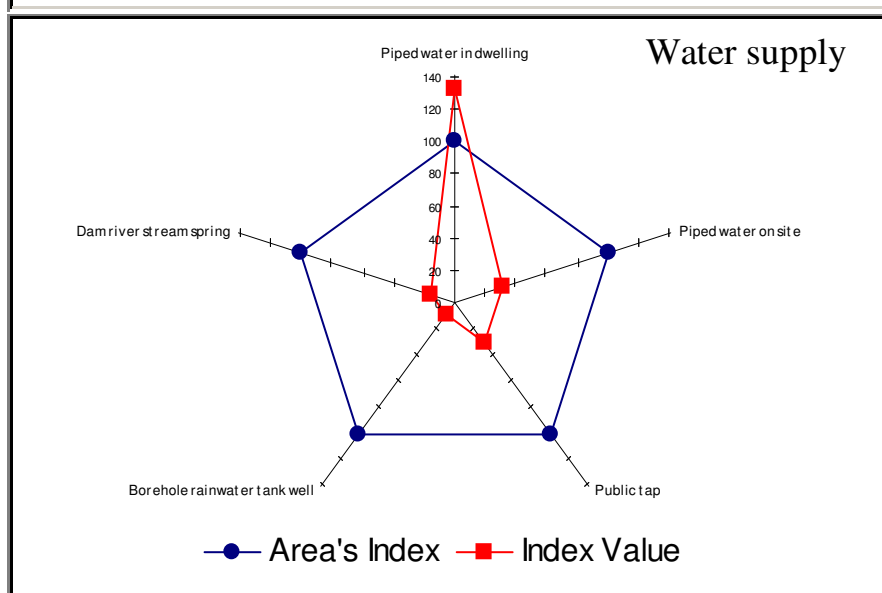 Water supply
Piped water in dwelling
140
120
100
80
60
40
20
0
Dam river stream spring
Piped water on site
Borehole rainwater tank well
Public tap
Area's Index
Index Value